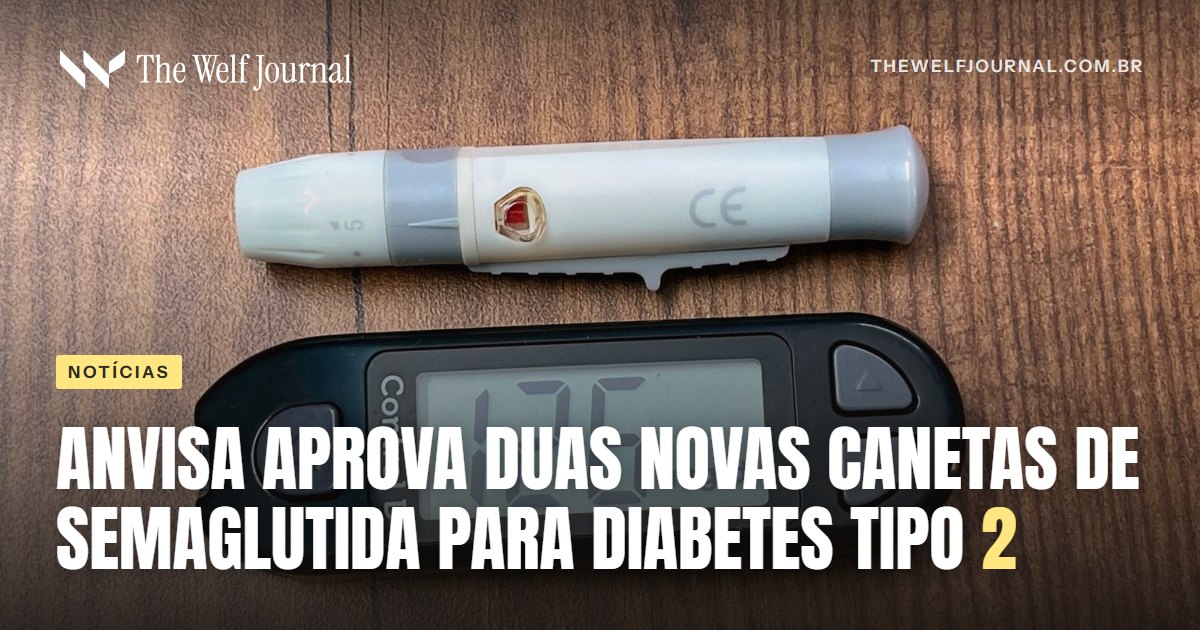 The Welf Journal
THEWELFJOURNAL.COM.BR
5
CE
NOTÍCIAS
ANVISA APROVA DUAS NOVAS CANETAS DE
SEMAGLUTIDA PARA DIABETES TIPO 2